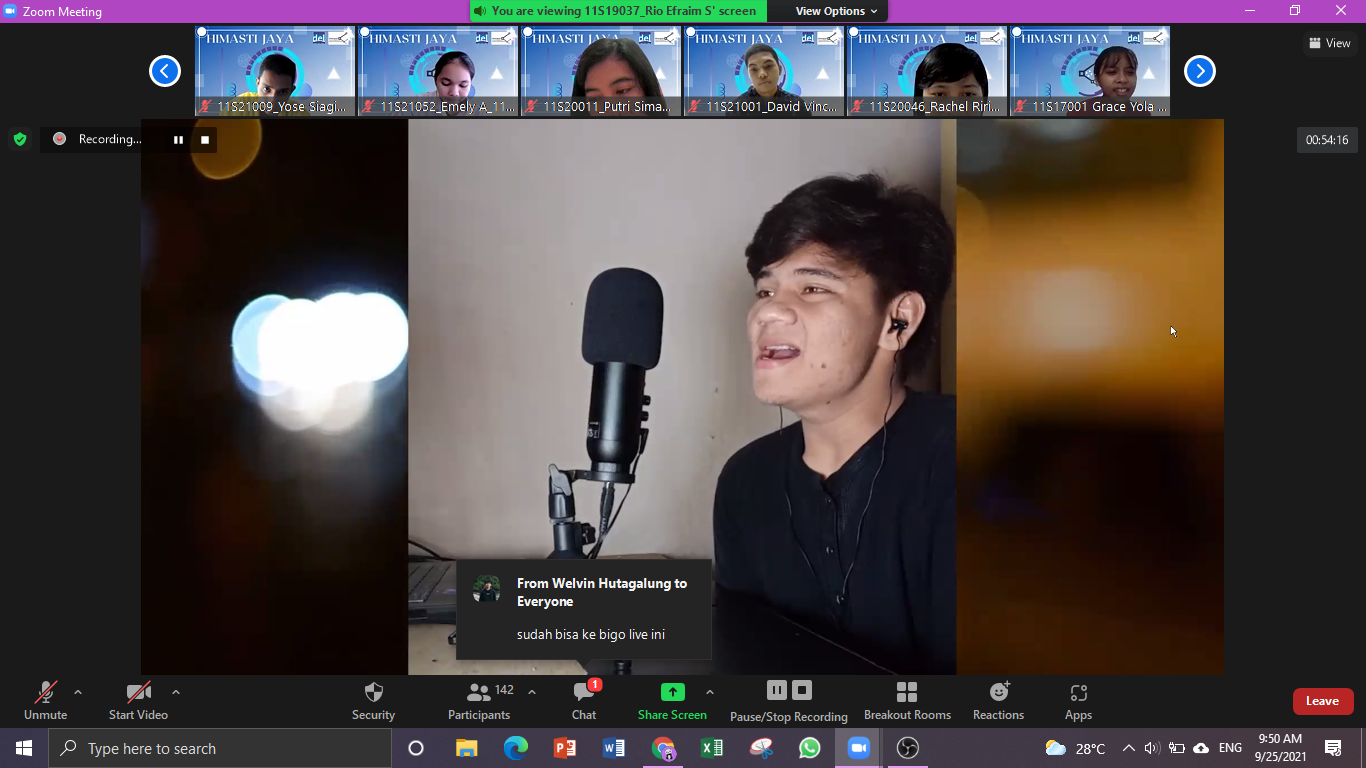 Zoom Meeting
You are viewing 11S19037_Rio Efraim S' screen
View Options
HIMASTI JAYA
del
HIMASTI JAYA
del
HIMASTI JAYA
del
HIMASTI JAYA
del
HIMASTI JAYA
del
HIMASTI JAYA
del
View
11S21009_Yose Siagi...
11S21052_Emely A_11...
11S20011_Putri Sima...
11S21001_David Vinc...
11S20046_Rachel Riri...
11S17001 Grace Yola ...
Recording...
00:54:16
From Welvin Hutagalung to
Everyone
sudah bisa ke bigo live ini
Unmute
Start Video
Security
142
Participants
1
Chat
Share Screen
Pause/Stop Recording
Breakout Rooms
Reactions
Apps
Leave
Type here to search
28°C
ENG
9:50 AM
9/25/2021